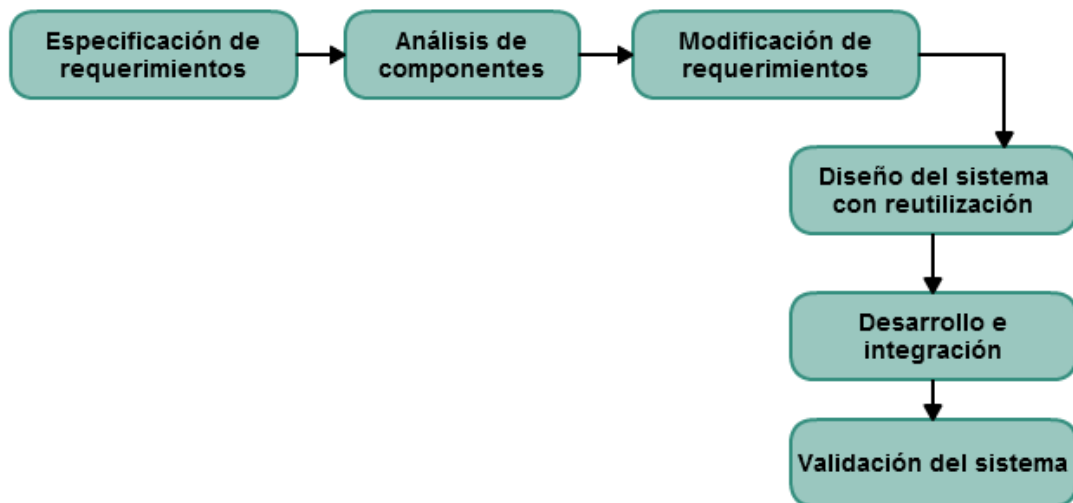 Especificación de
requerimientos
Análisis de
componentes
Modificación de
requerimientos
Diseño del sistema
con reutilización
Desarrollo e
integración
Validación del sistema